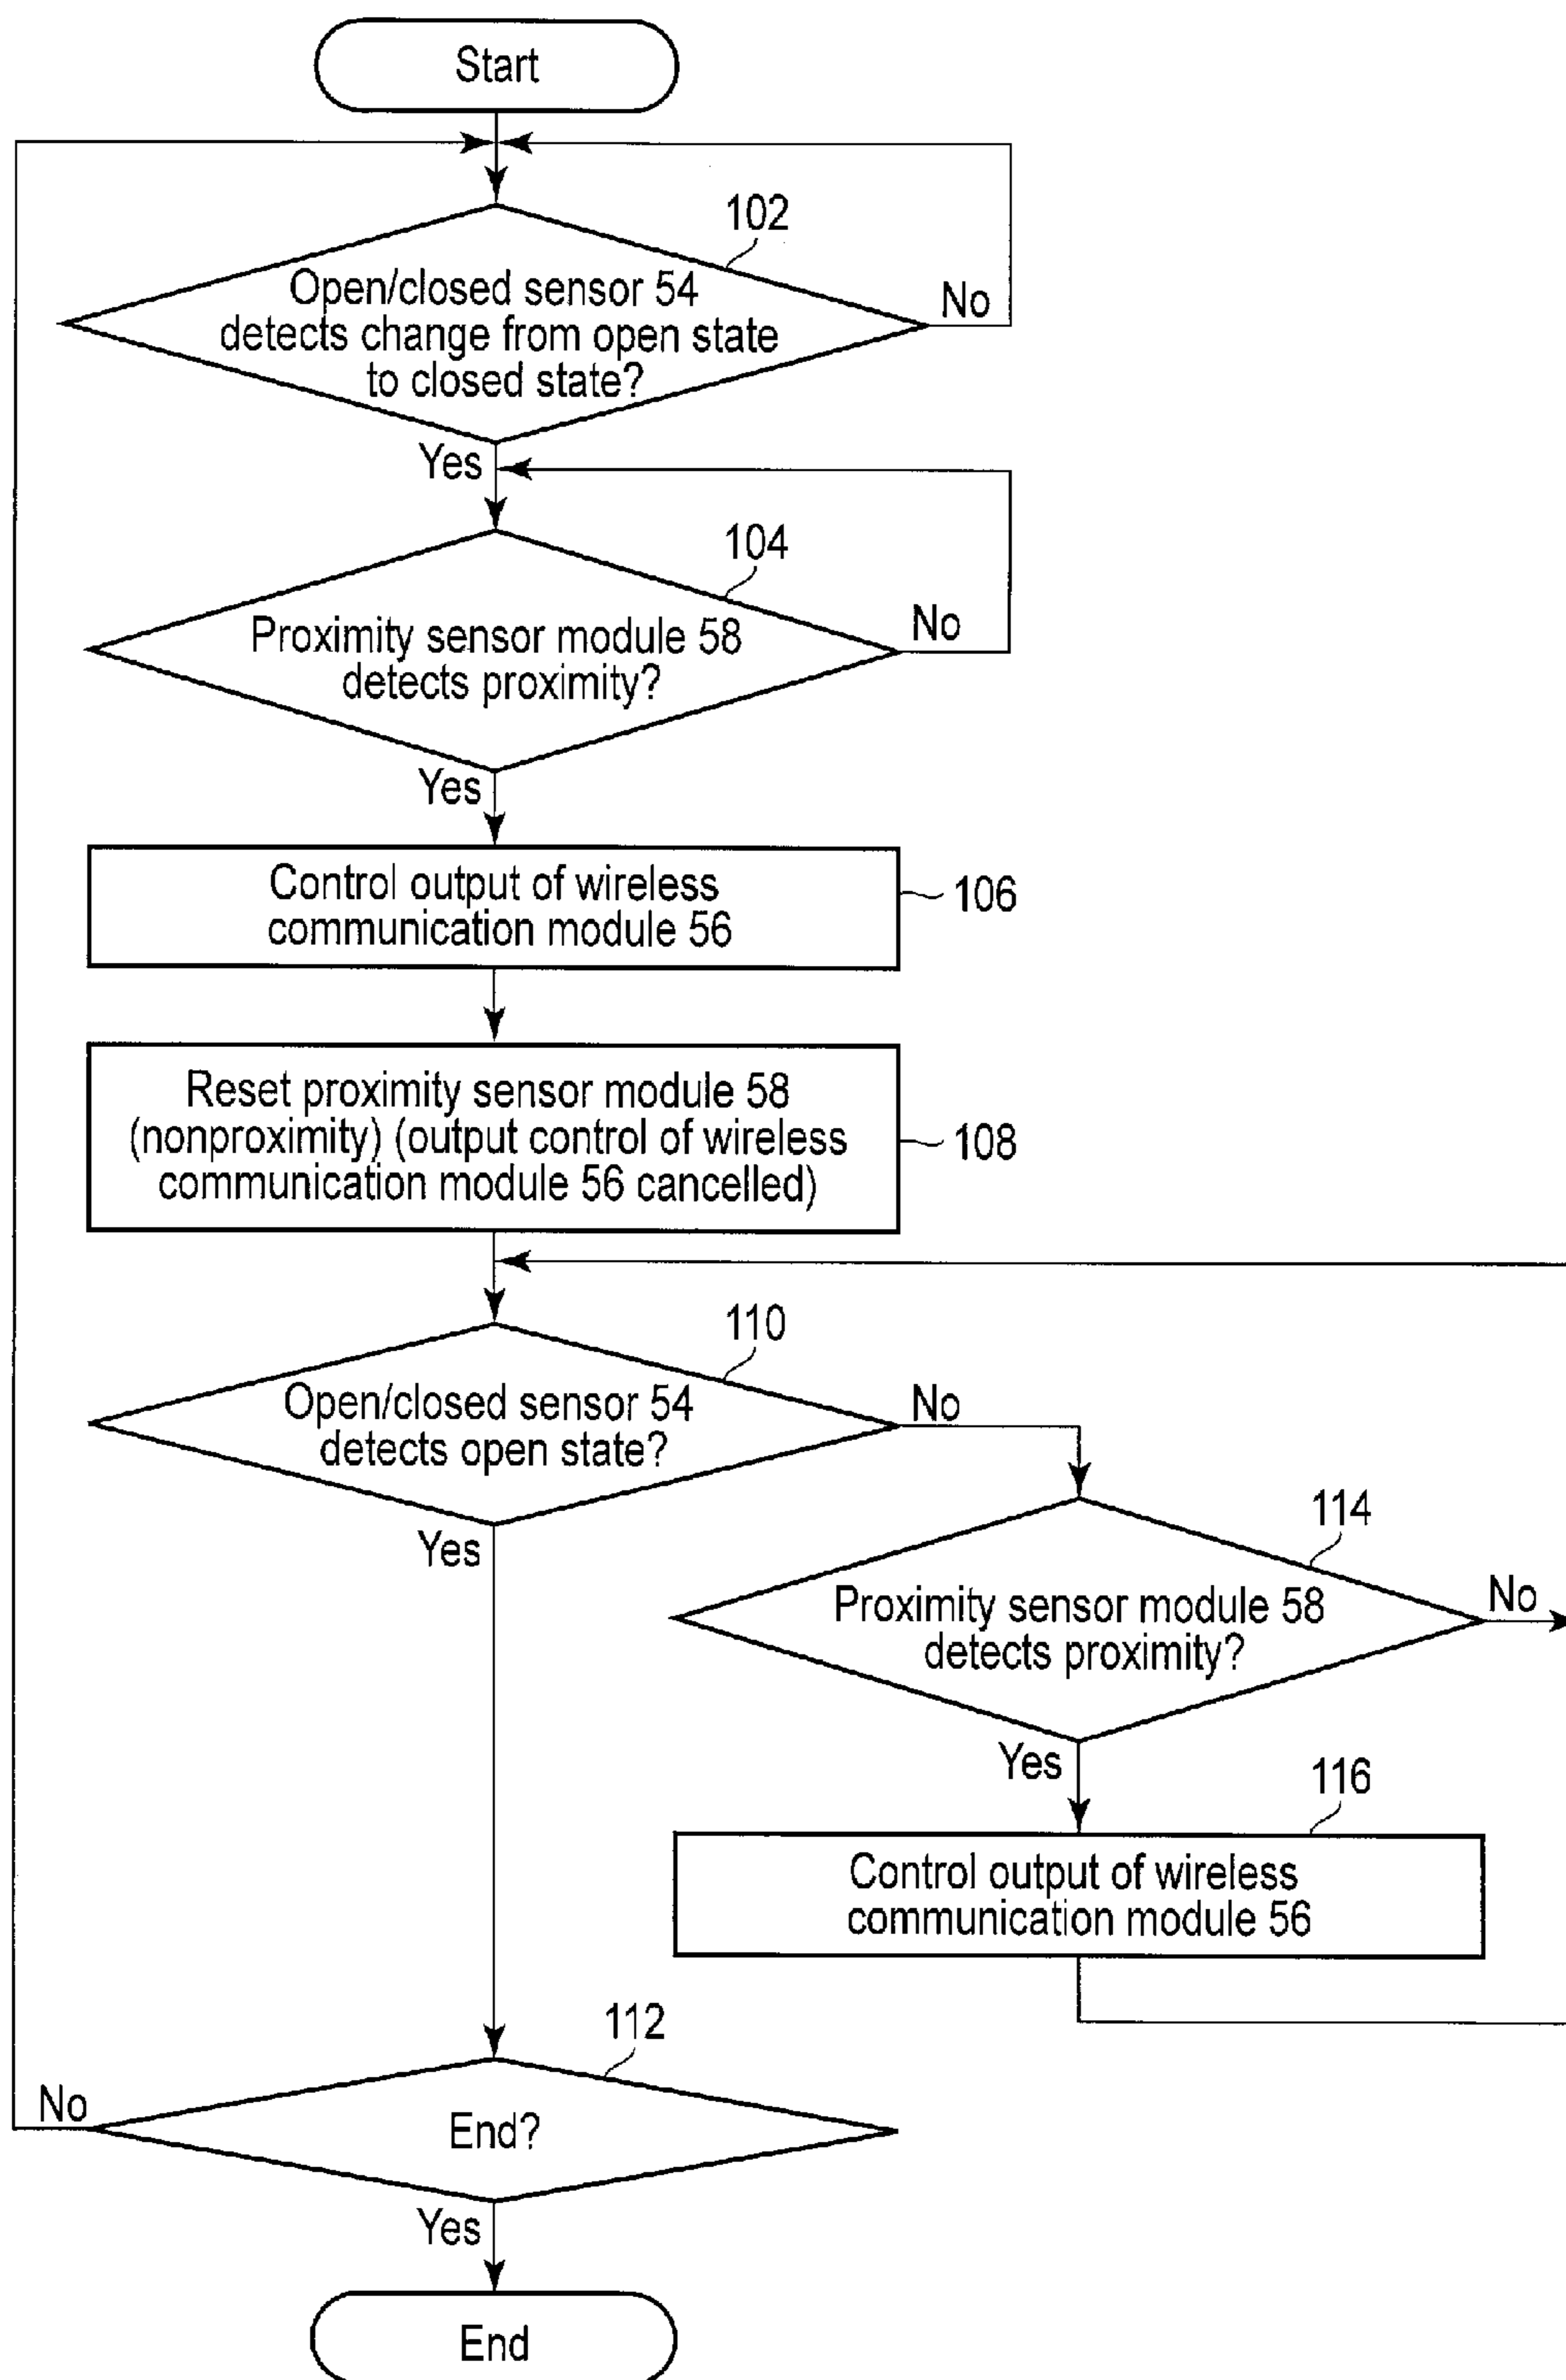 Start
102
Open/closed sensor 54
detects change from open state
to closed state?
No
Yes
104
Proximity sensor module 58
detects proximity?
No
Yes
Control output of wireless
communication module 56
106
Reset proximity sensor module 58
(nonproximity) (output control of wireless
communication module 56 cancelled)
108
110
Open/closed sensor 54
detects open state?
No
Yes
114
Proximity sensor module 58
detects proximity?
No
Yes
116
Control output of wireless
communication module 56
112
End?
No
Yes
End